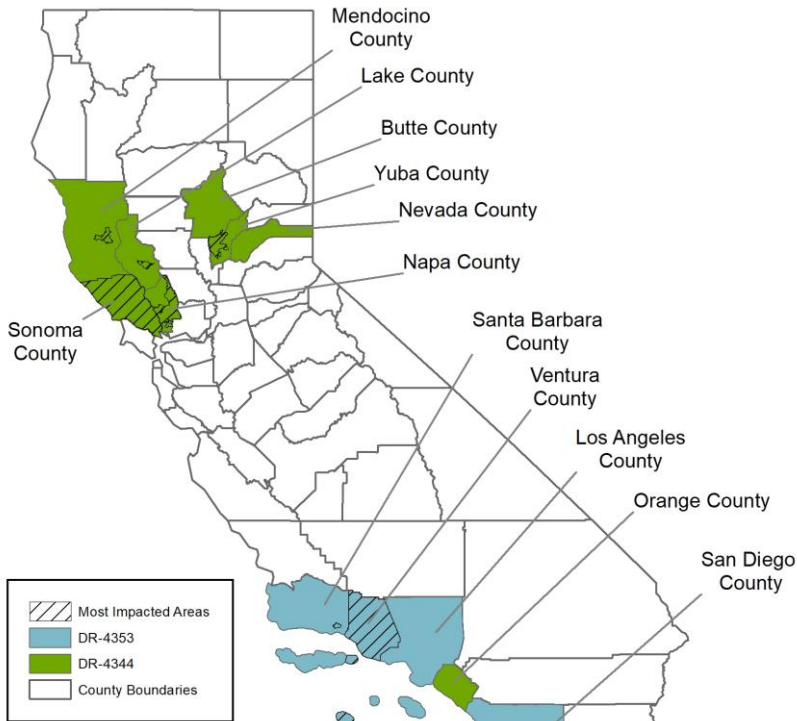 Mendocino
County
Lake County
Butte County
Yuba County
Nevada County
Napa County
Sonoma
County
Santa Barbara
County
Ventura
County
Los Angeles
County
Orange County
San Diego
County
Most Impacted Areas
DR-4353
DR-4344
County Boundaries